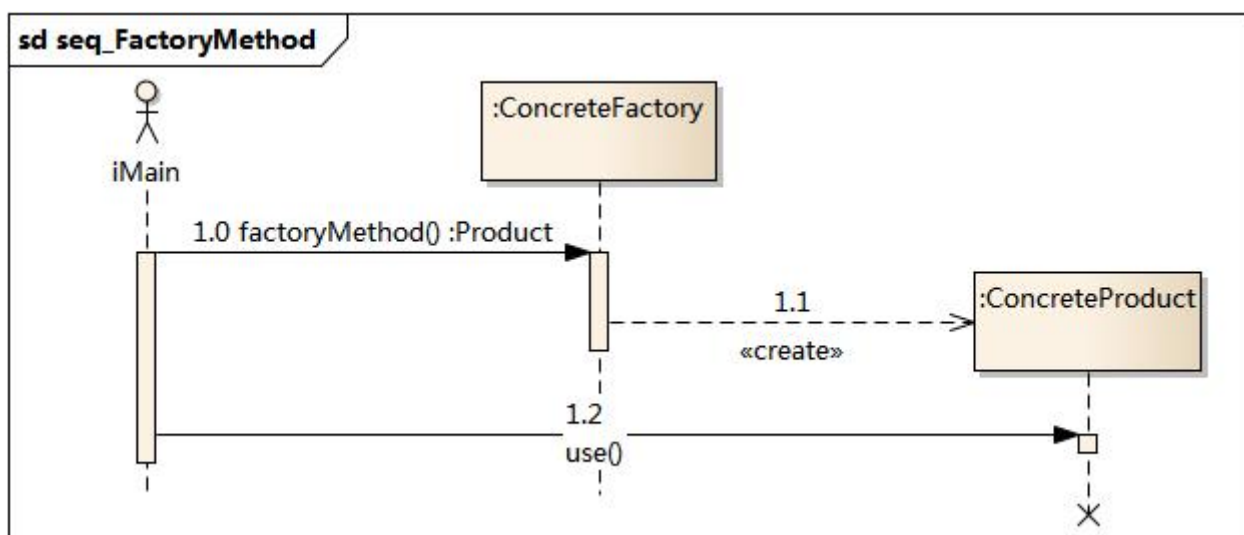 sd seq_FactoryMethod
iMain
:ConcreteFactory
1.0 factoryMethod() :Product
:ConcreteProduct
1.1
«create»
1.2
use()